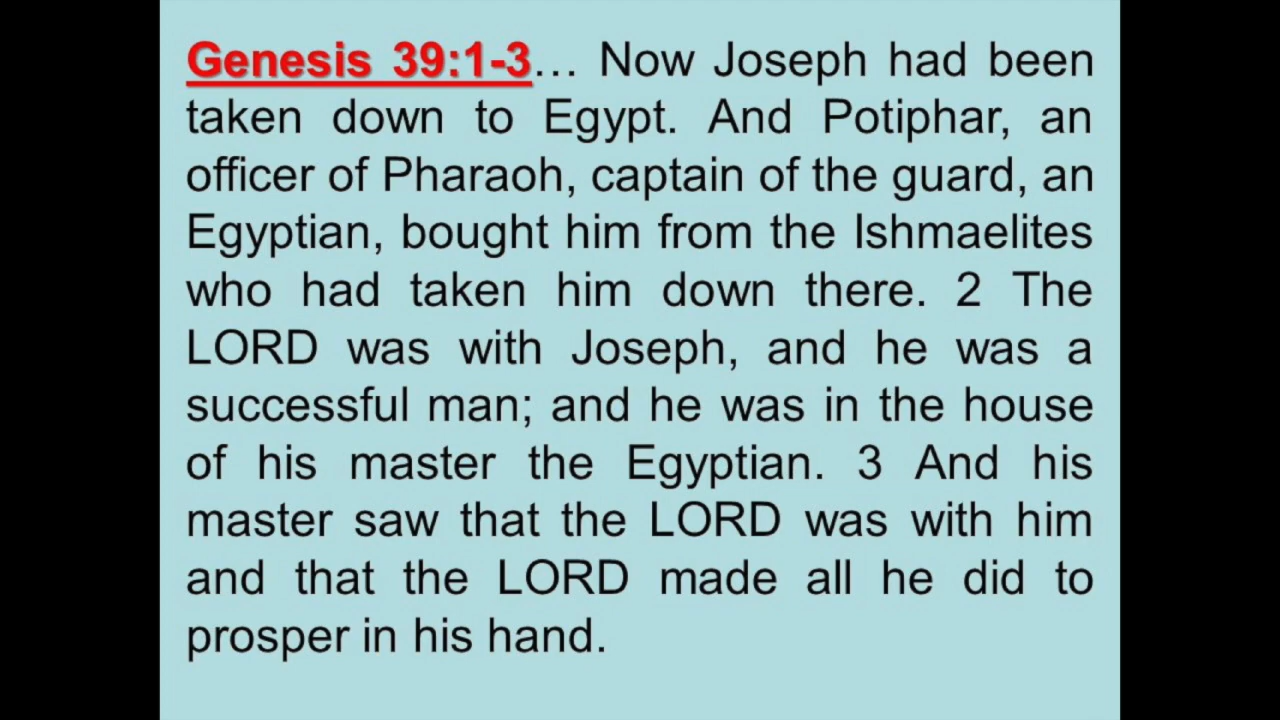 Genesis 39:1-3… Now Joseph had been
taken down to Egypt. And Potiphar, an
officer of Pharaoh, captain of the guard, an
Egyptian, bought him from the Ishmaelites
who had taken him down there. 2 The
LORD was with Joseph, and he was a
successful man; and he was in the house
of his master the Egyptian. 3 And his
master saw that the LORD was with him
and that the LORD made all he did to
prosper in his hand.